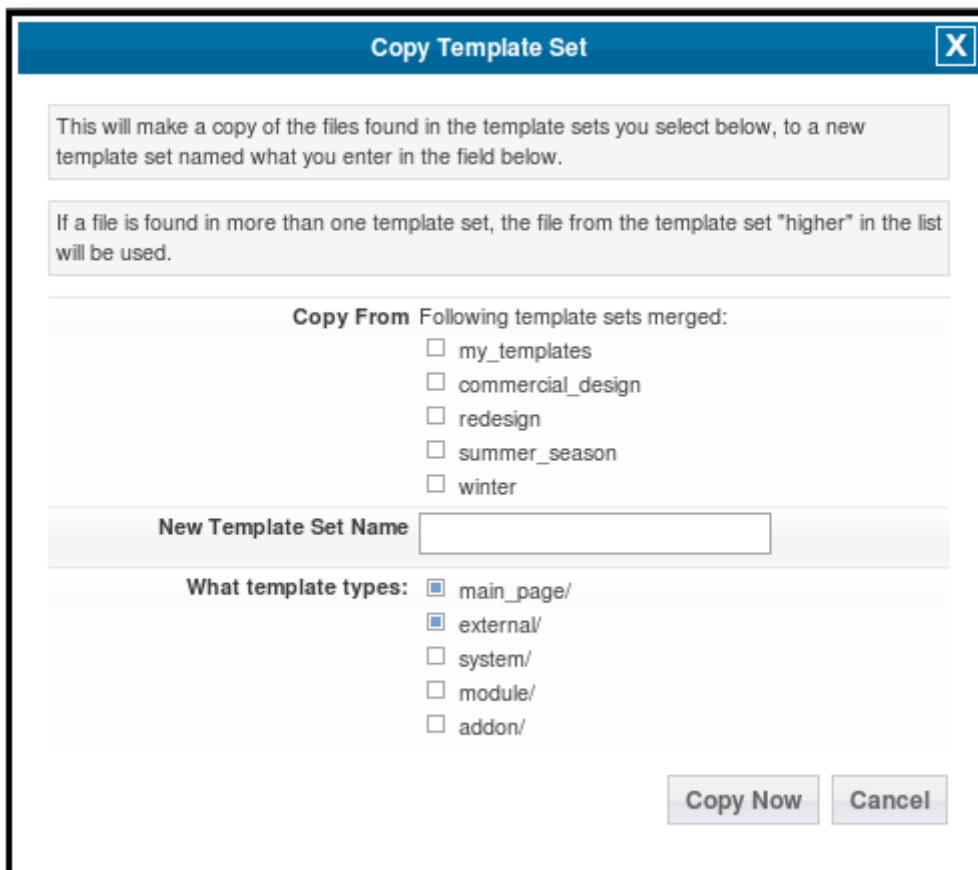 Copy Template Set
X
This will make a copy of the files found in the template sets you select below, to a new
template set named what you enter in the field below.
If a file is found in more than one template set, the file from the template set "higher" in the list
will be used.
Copy From Following template sets merged:
my_templates
commercial_design
redesign
summer_season
winter
New Template Set Name
What template types: main_page/
external/
system/
module/
addon/
Copy Now Cancel